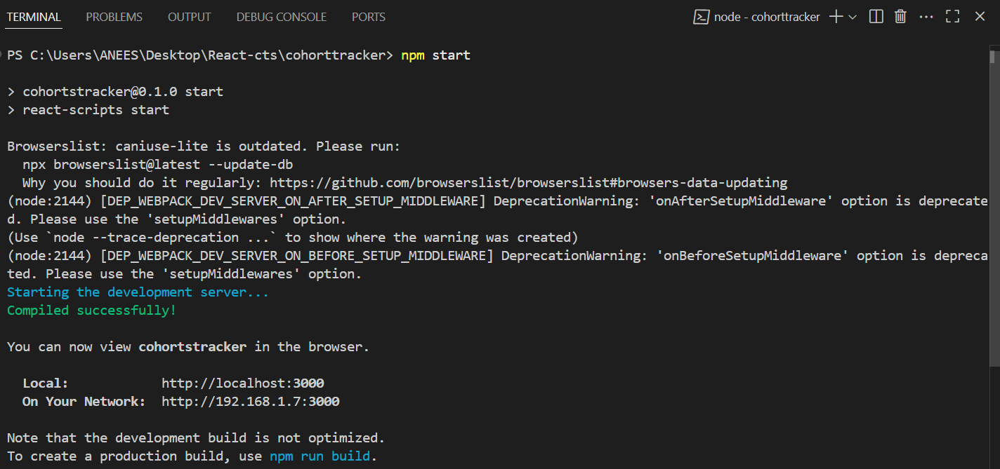 TERMINAL PROBLEMS OUTPUT DEBUG CONSOLE PORTS node - cohorttracker
PS C:\Users\ANEES\Desktop\React-cts\cohorttracker> npm start
> cohortstracker@0.1.0 start
> react-scripts start
Browserslist: caniuse-lite is outdated. Please run:
  npx browserslist@latest --update-db
  Why you should do it regularly: https://github.com/browserslist/browserslist#browsers-data-updating
(node:2144) [DEP_WEBPACK_DEV_SERVER_ON_AFTER_SETUP_MIDDLEWARE] DeprecationWarning: 'onAfterSetupMiddleware' option is deprecate
d. Please use the 'setupMiddlewares' option.
(Use `node --trace-deprecation ...` to show where the warning was created)
(node:2144) [DEP_WEBPACK_DEV_SERVER_ON_BEFORE_SETUP_MIDDLEWARE] DeprecationWarning: 'onBeforeSetupMiddleware' option is depreca
ted. Please use the 'setupMiddlewares' option.
Starting the development server...
Compiled successfully!
You can now view cohortstracker in the browser.
  Local:            http://localhost:3000
  On Your Network:  http://192.168.1.7:3000
Note that the development build is not optimized.
To create a production build, use npm run build.